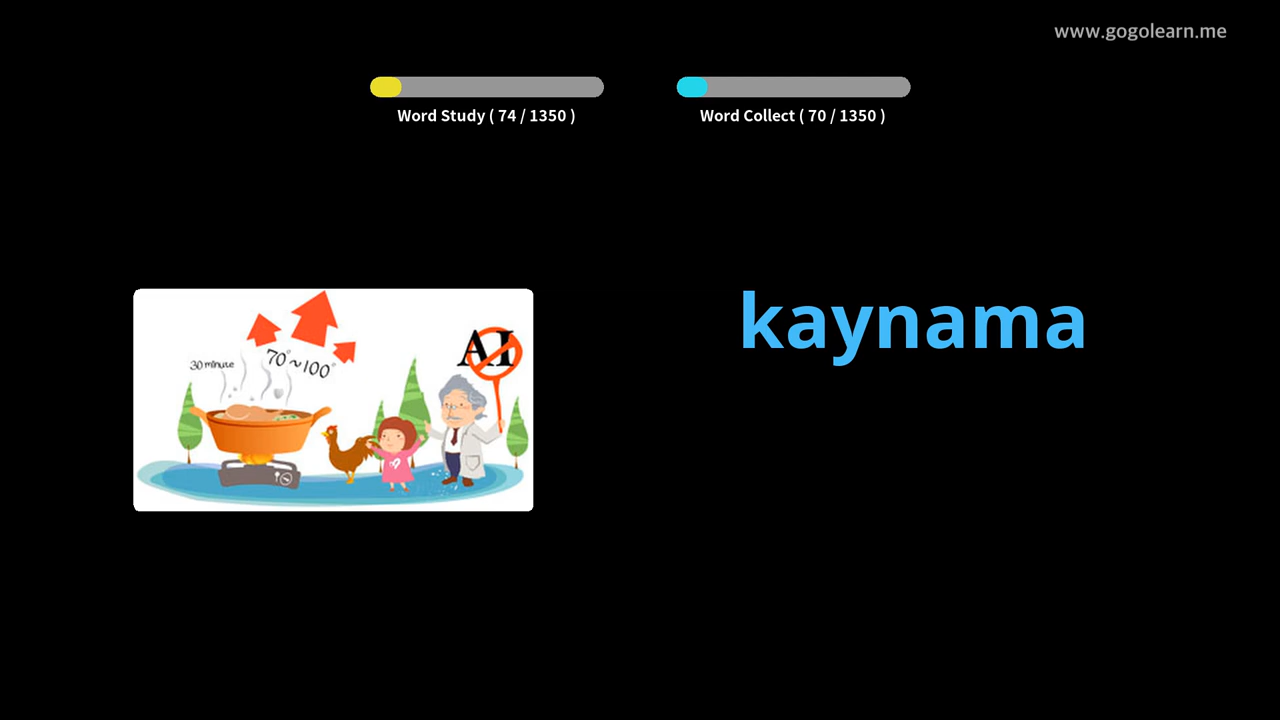 www.gogolearn.me
Word Study ( 74 / 1350 )
Word Collect ( 70 / 1350 )
kaynama
30 minute
70°~100°
AI